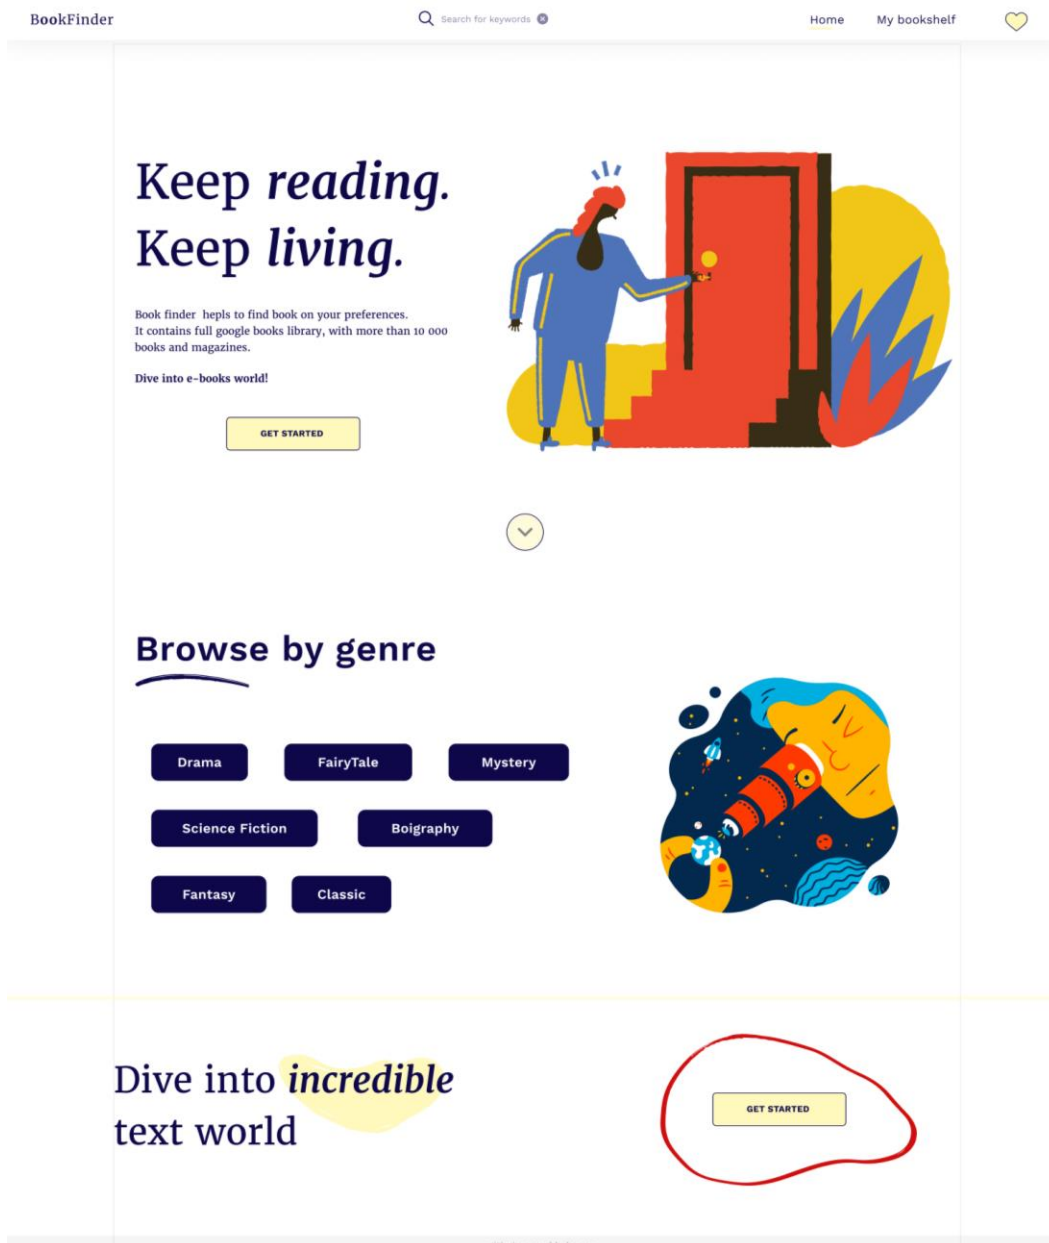 BookFinder
Search for keywords
Home
My bookshelf
Keep reading.
Keep living.
Book finder hepls to find book on your preferences.
It contains full google books library, with more than 10 000
books and magazines.
Dive into e-books world!
GET STARTED
Browse by genre
Drama
FairyTale
Mystery
Science Fiction
Boigraphy
Fantasy
Classic
Dive into incredible
text world
GET STARTED